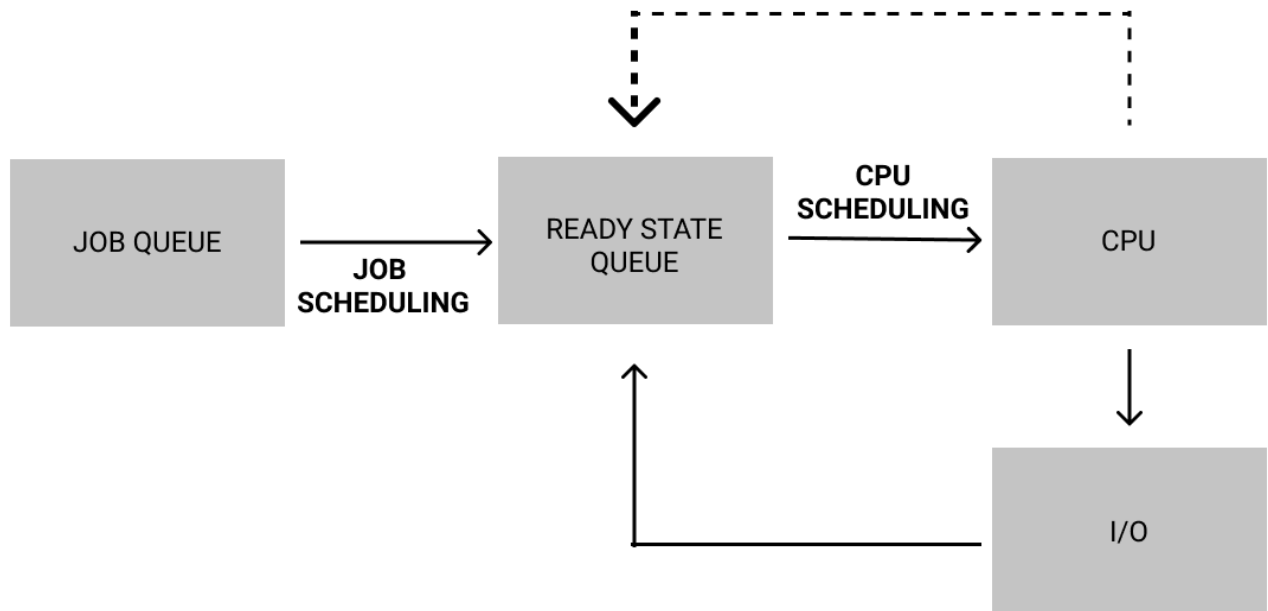 JOB QUEUE
JOB
SCHEDULING
READY STATE
QUEUE
CPU
SCHEDULING
CPU
I/O